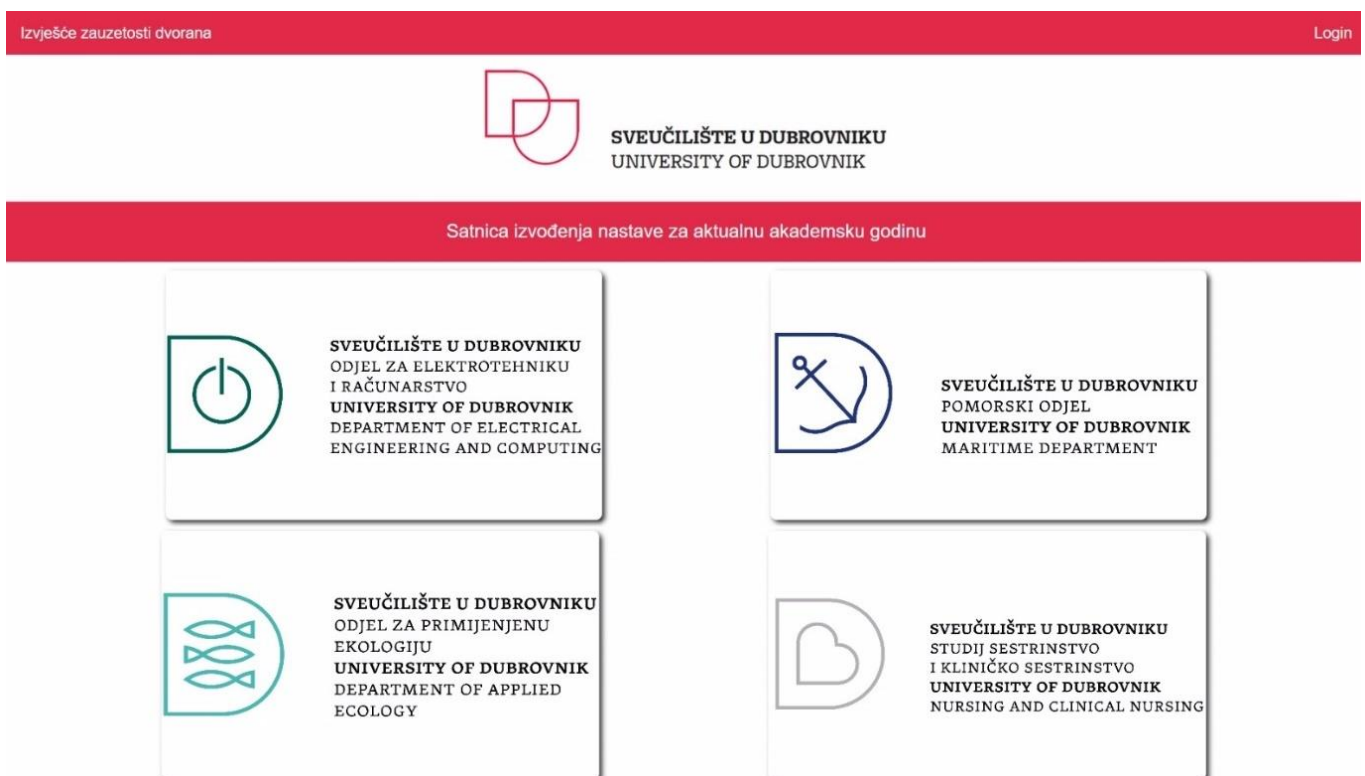 Izvješće zauzetosti dvorana
Login
SVEUČILIŠTE U DUBROVNIKU
UNIVERSITY OF DUBROVNIK
Satnica izvođenja nastave za aktualnu akademsku godinu
SVEUČILIŠTE U DUBROVNIKU
ODJEL ZA ELEKTROTEHNIKU
I RAČUNARSTVO
UNIVERSITY OF DUBROVNIK
DEPARTMENT OF ELECTRICAL
ENGINEERING AND COMPUTING
SVEUČILIŠTE U DUBROVNIKU
POMORSKI ODJEL
UNIVERSITY OF DUBROVNIK
MARITIME DEPARTMENT
SVEUČILIŠTE U DUBROVNIKU
ODJEL ZA PRIMIJENJENU
EKOLOGIJU
UNIVERSITY OF DUBROVNIK
DEPARTMENT OF APPLIED
ECOLOGY
SVEUČILIŠTE U DUBROVNIKU
STUDIJ SESTRINSTVO
I KLINIČKO SESTRINSTVO
UNIVERSITY OF DUBROVNIK
NURSING AND CLINICAL NURSING